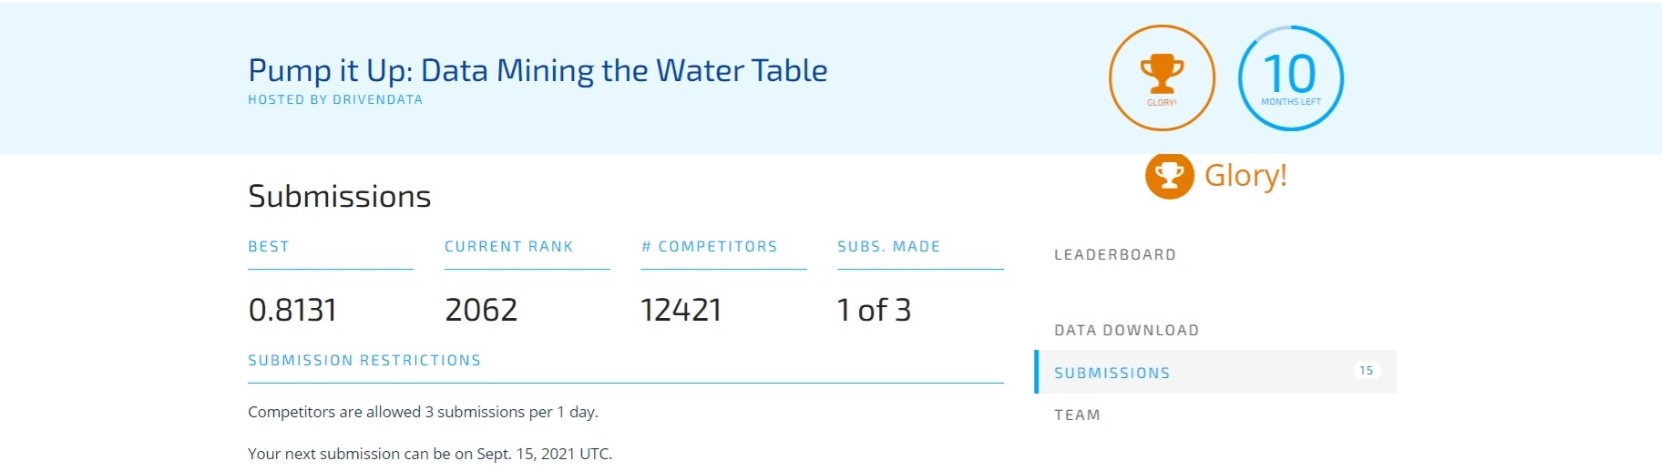 Pump it Up: Data Mining the Water Table
HOSTED BY DRIVENDATA
GLORY!
10
MONTHS LEFT
Glory!
Submissions
BEST
CURRENT RANK
# COMPETITORS
SUBS. MADE
0.8131
2062
12421
1 of 3
SUBMISSION RESTRICTIONS
Competitors are allowed 3 submissions per 1 day.
Your next submission can be on Sept. 15, 2021 UTC.
LEADERBOARD
DATA DOWNLOAD
SUBMISSIONS 15
TEAM